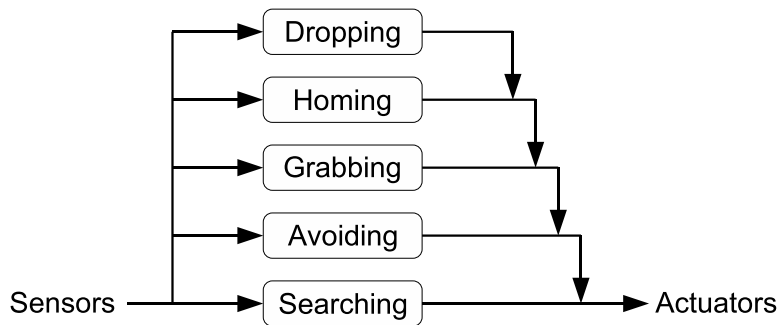 Dropping
Homing
Grabbing
Avoiding
Sensors Searching Actuators